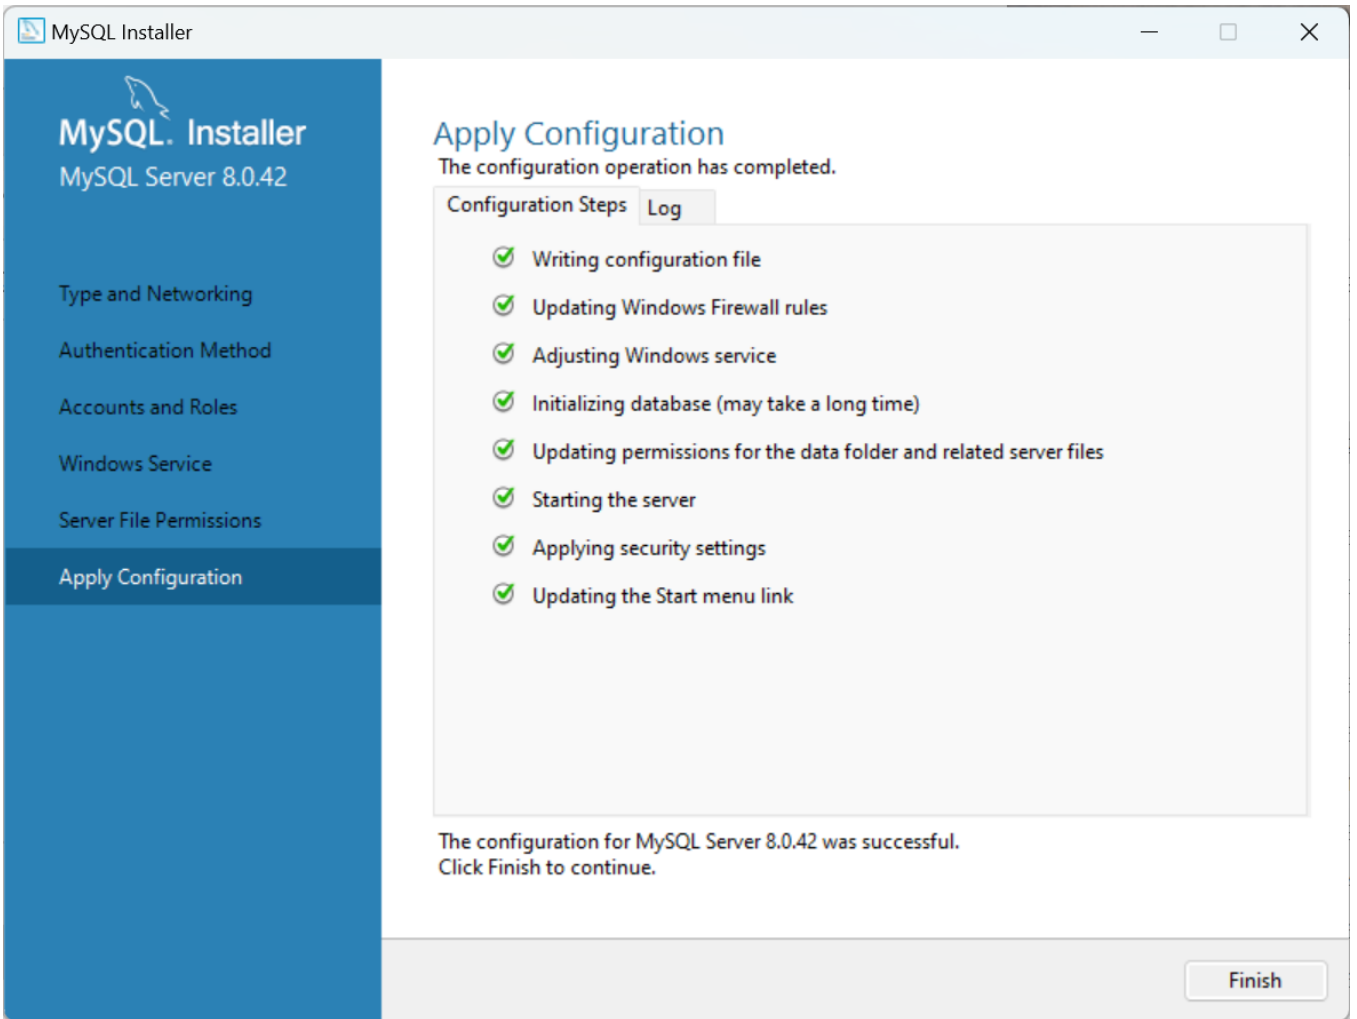 MySQL Installer
MySQL. Installer
MySQL Server 8.0.42
Type and Networking
Authentication Method
Accounts and Roles
Windows Service
Server File Permissions
Apply Configuration
Apply Configuration
The configuration operation has completed.
Configuration Steps
Log
Writing configuration file
Updating Windows Firewall rules
Adjusting Windows service
Initializing database (may take a long time)
Updating permissions for the data folder and related server files
Starting the server
Applying security settings
Updating the Start menu link
The configuration for MySQL Server 8.0.42 was successful.
Click Finish to continue.
Finish